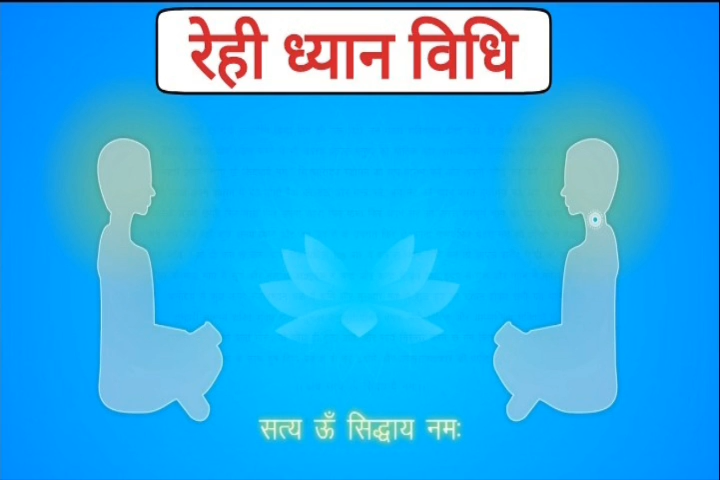 रेही ध्यान विधि
सत्य ऊँ सिद्धाय नमः